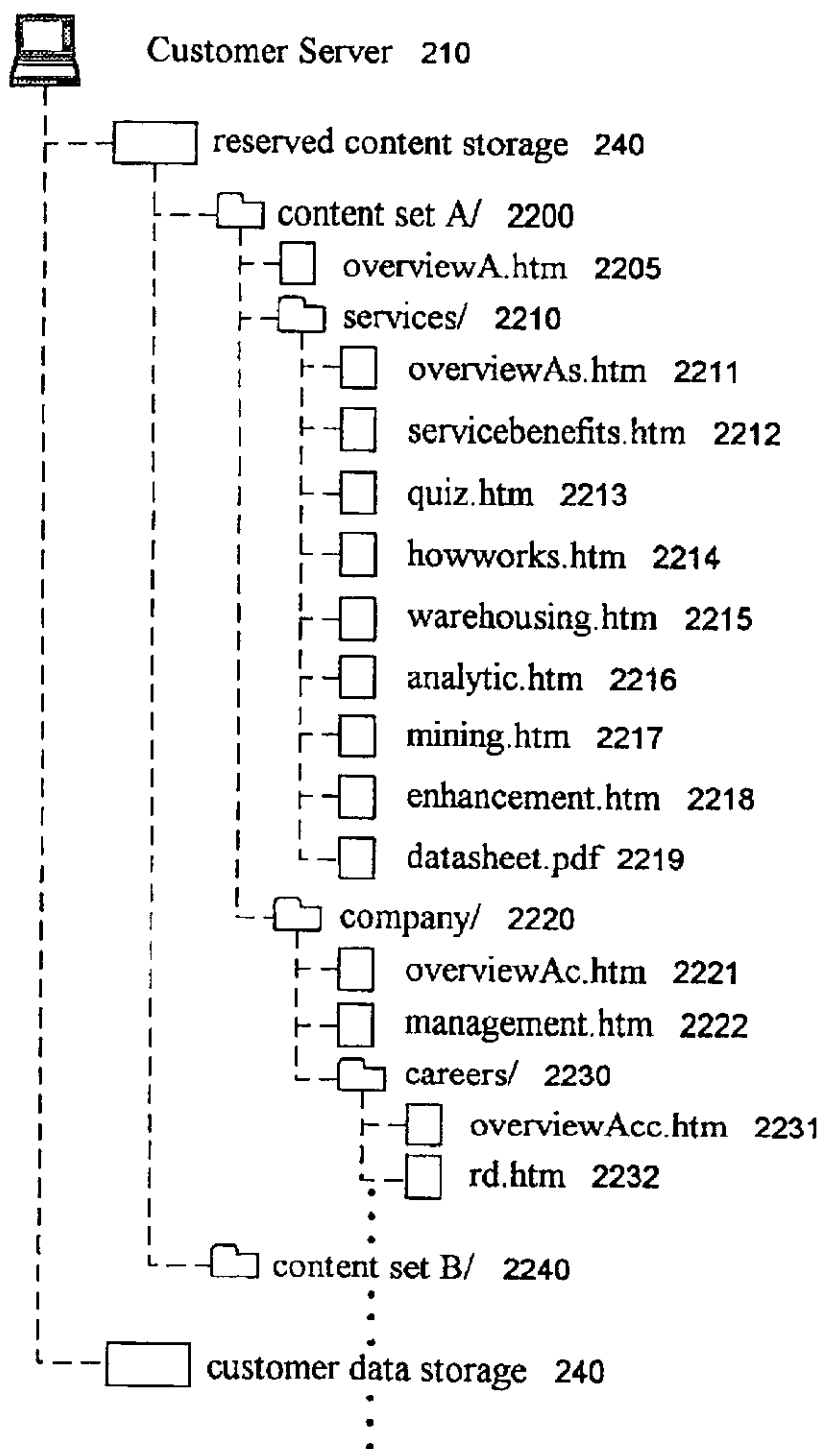 Customer Server 210
reserved content storage 240
content set A/ 2200
overviewA.htm 2205
services/ 2210
overviewAs.htm 2211
servicebenefits.htm 2212
quiz.htm 2213
howworks.htm 2214
warehousing.htm 2215
analytic.htm 2216
mining.htm 2217
enhancement.htm 2218
datasheet.pdf 2219
company/ 2220
overviewAc.htm 2221
management.htm 2222
careers/ 2230
overviewAcc.htm 2231
rd.htm 2232
content set B/ 2240
customer data storage 240